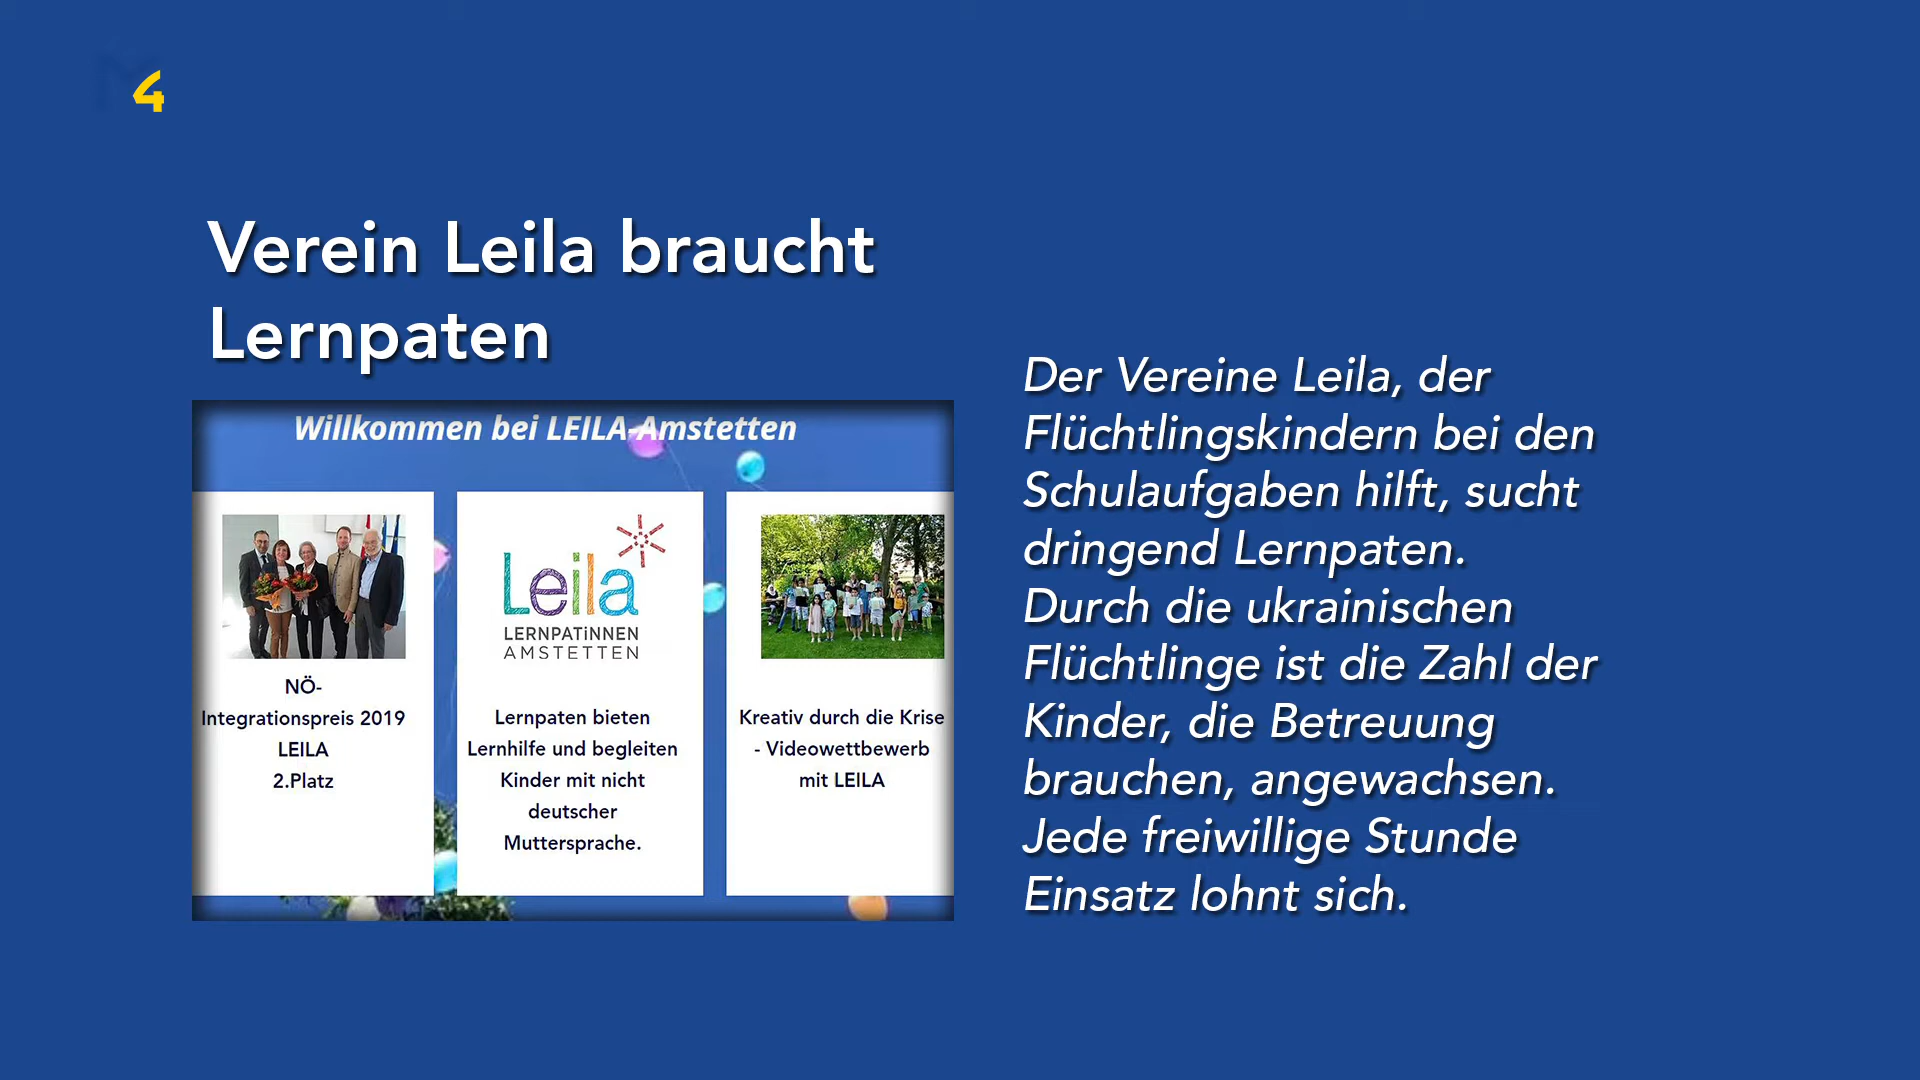 4
Verein Leila braucht
Lernpaten
Willkommen bei LEILA-Amstetten
NÖ-
Integrationspreis 2019
LEILA
2.Platz
Leila
LERNPATiNNEN
AMSTETTEN
Lernpaten bieten
Lernhilfe und begleiten
Kinder mit nicht
deutscher
Muttersprache.
Kreativ durch die Krise
- Videowettbewerb
mit LEILA
Der Vereine Leila, der
Flüchtlingskindern bei den
Schulaufgaben hilft, sucht
dringend Lernpaten.
Durch die ukrainischen
Flüchtlinge ist die Zahl der
Kinder, die Betreuung
brauchen, angewachsen.
Jede freiwillige Stunde
Einsatz lohnt sich.